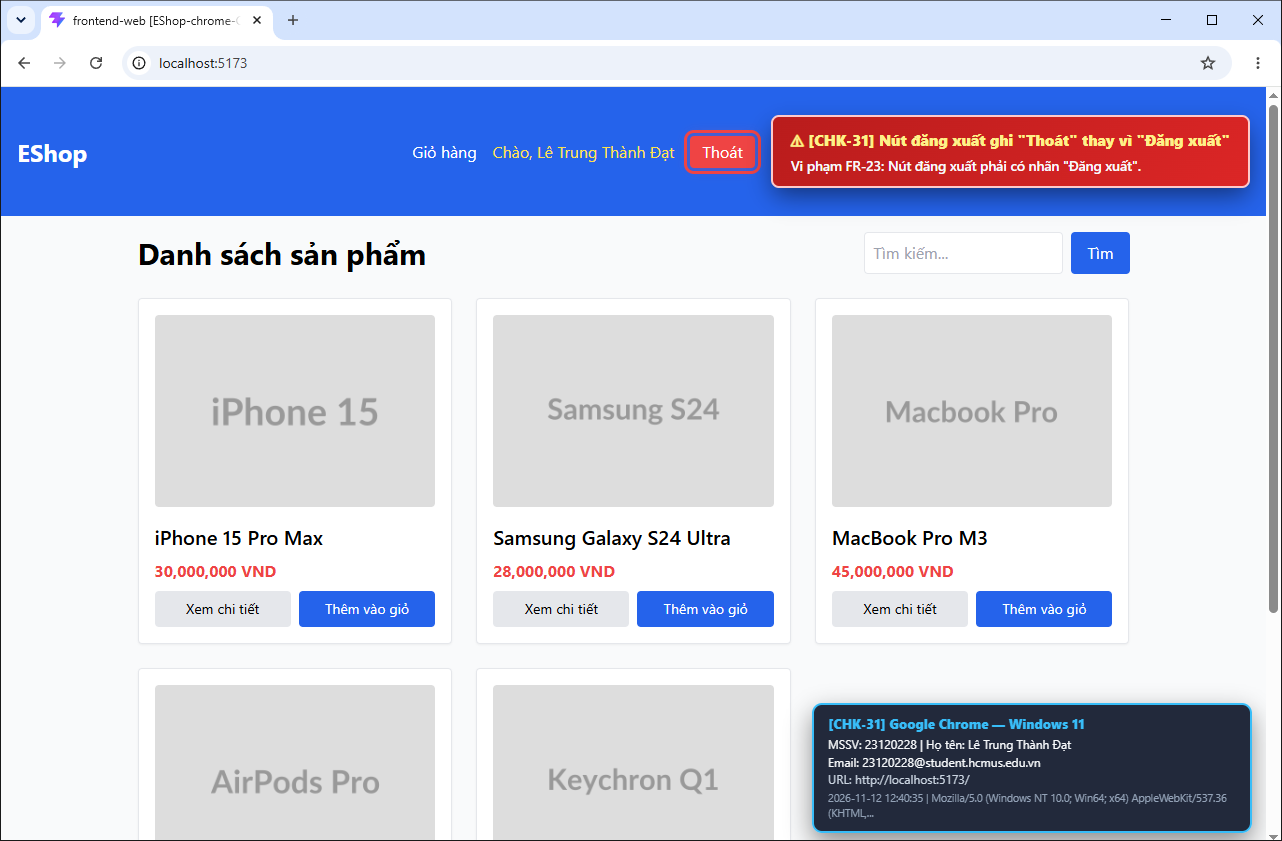 frontend-web [EShop-chrome-
localhost:5173
EShop
Giỏ hàng
Chào, Lê Trung Thành Đạt
Thoát
⚠ [CHK-31] Nút đăng xuất ghi "Thoát" thay vì "Đăng xuất"
Vi phạm FR-23: Nút đăng xuất phải có nhãn "Đăng xuất".
Danh sách sản phẩm
Tìm kiếm...
Tìm
iPhone 15
Samsung S24
Macbook Pro
iPhone 15 Pro Max
Samsung Galaxy S24 Ultra
MacBook Pro M3
30,000,000 VND
28,000,000 VND
45,000,000 VND
Xem chi tiết
Thêm vào giỏ
Xem chi tiết
Thêm vào giỏ
Xem chi tiết
Thêm vào giỏ
AirPods Pro
Keychron Q1
[CHK-31] Google Chrome — Windows 11
MSSV: 23120228 | Họ tên: Lê Trung Thành Đạt
Email: 23120228@student.hcmus.edu.vn
URL: http://localhost:5173/
2026-11-12 12:40:35 | Mozilla/5.0 (Windows NT 10.0; Win64; x64) AppleWebKit/537.36
(KHTML,...